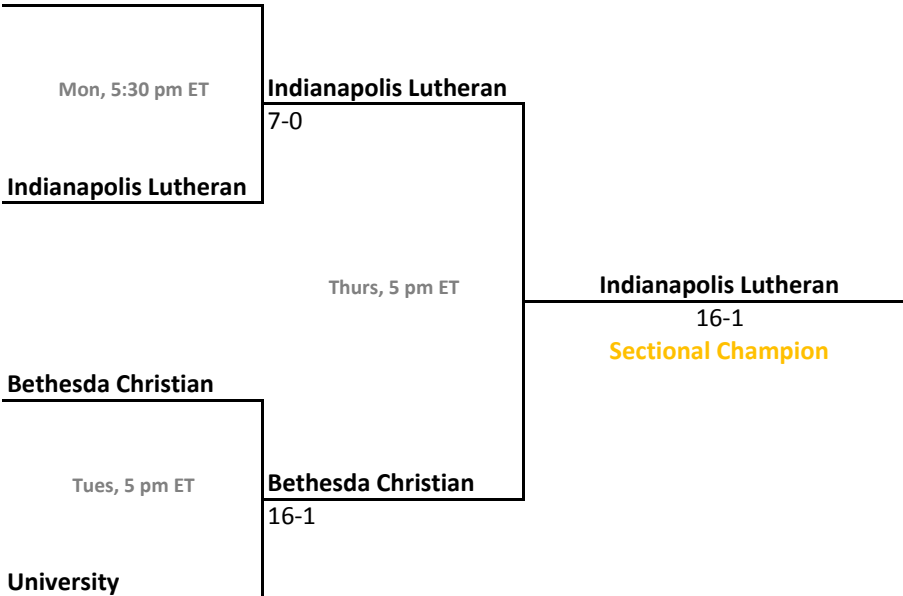 Mon, 5:30 pm ET
Indianapolis Lutheran
7-0
Indianapolis Lutheran
Thurs, 5 pm ET
Indianapolis Lutheran
16-1
Sectional Champion
Bethesda Christian
Tues, 5 pm ET
Bethesda Christian
16-1
University